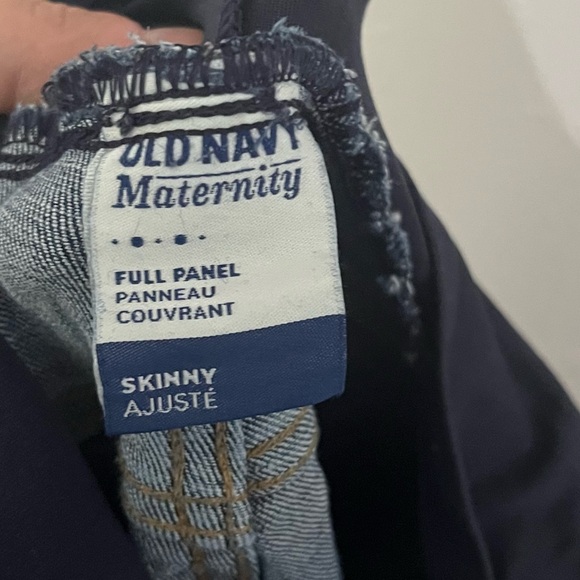 OLD NAVY
Maternity
FULL PANEL
PANNEAU
COUVRANT
SKINNY
AJUSTÉ